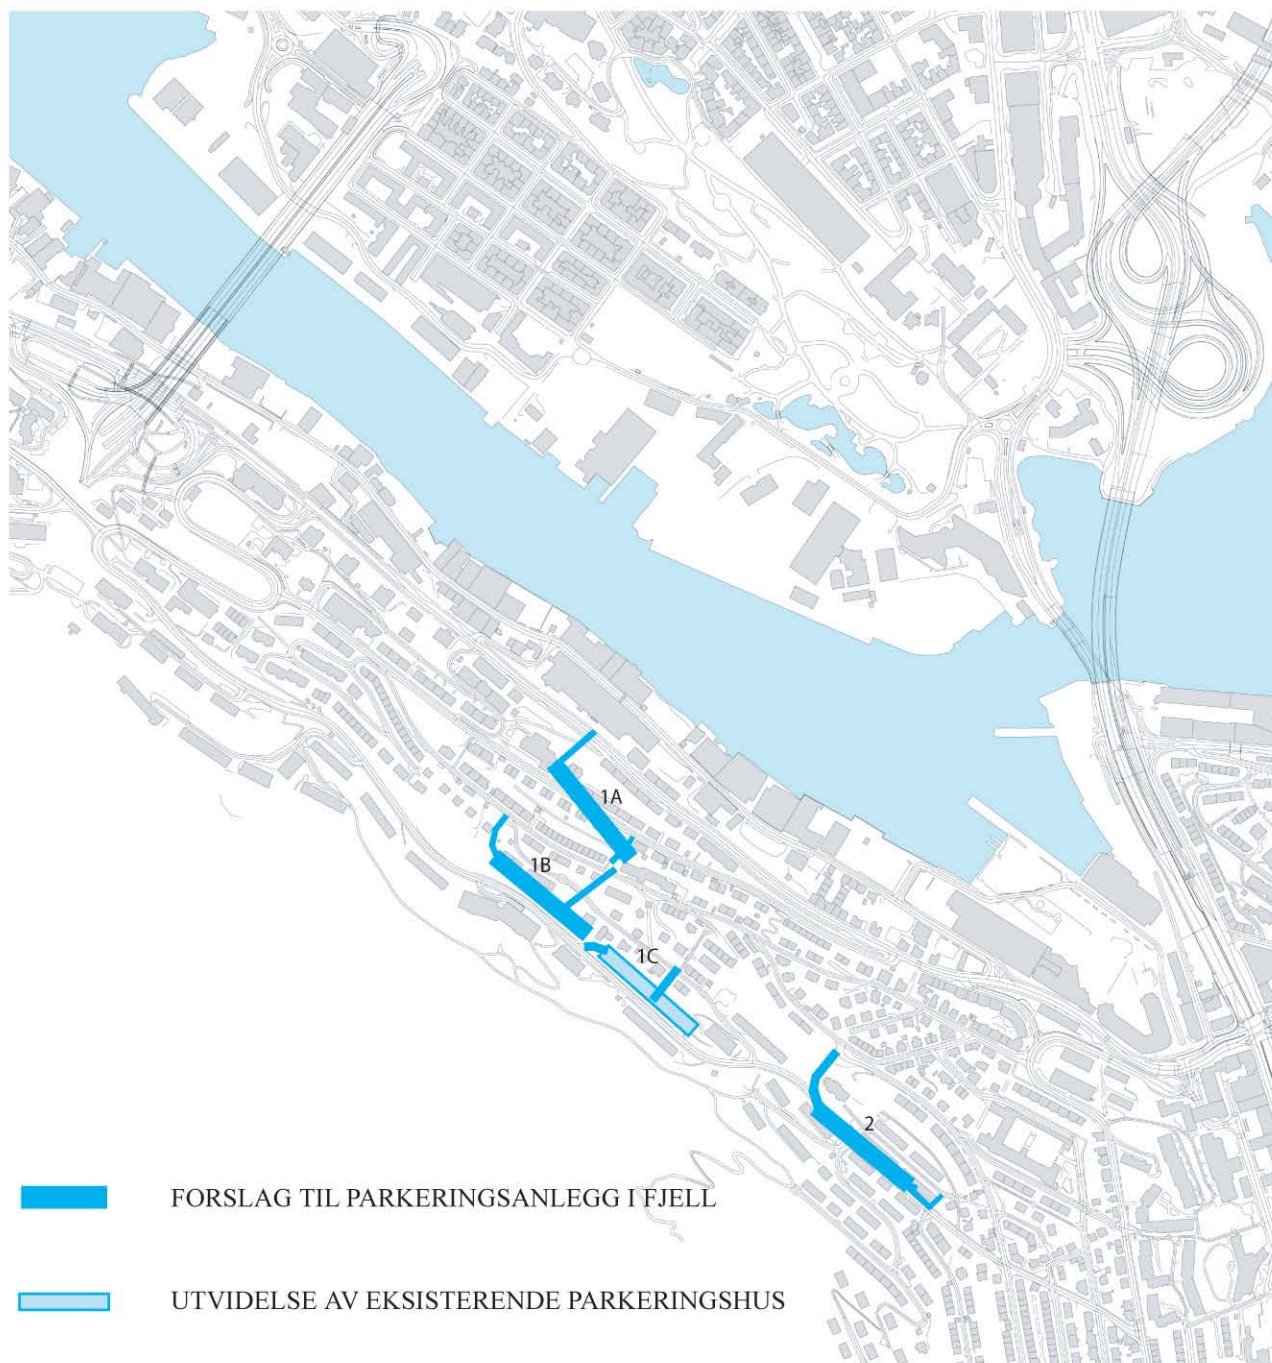 1A
1B
1C
2
FORSLAG TIL PARKERINGSANLEGG I FJELL
UTVIDELSE AV EKSISTERENDE PARKERINGSHUS